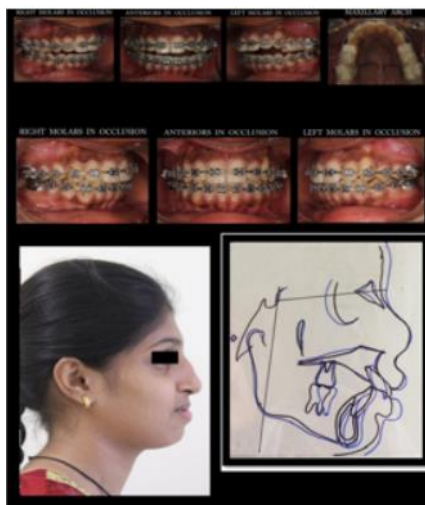 RIGHT MOLARS IN OCCLUSION
ANTERIORS IN OCCLUSION
LEFT MOLARS IN OCCLUSION
MAXILLARY ARCH
RIGHT MOLARS IN OCCLUSION
ANTERIORS IN OCCLUSION
LEFT MOLARS IN OCCLUSION